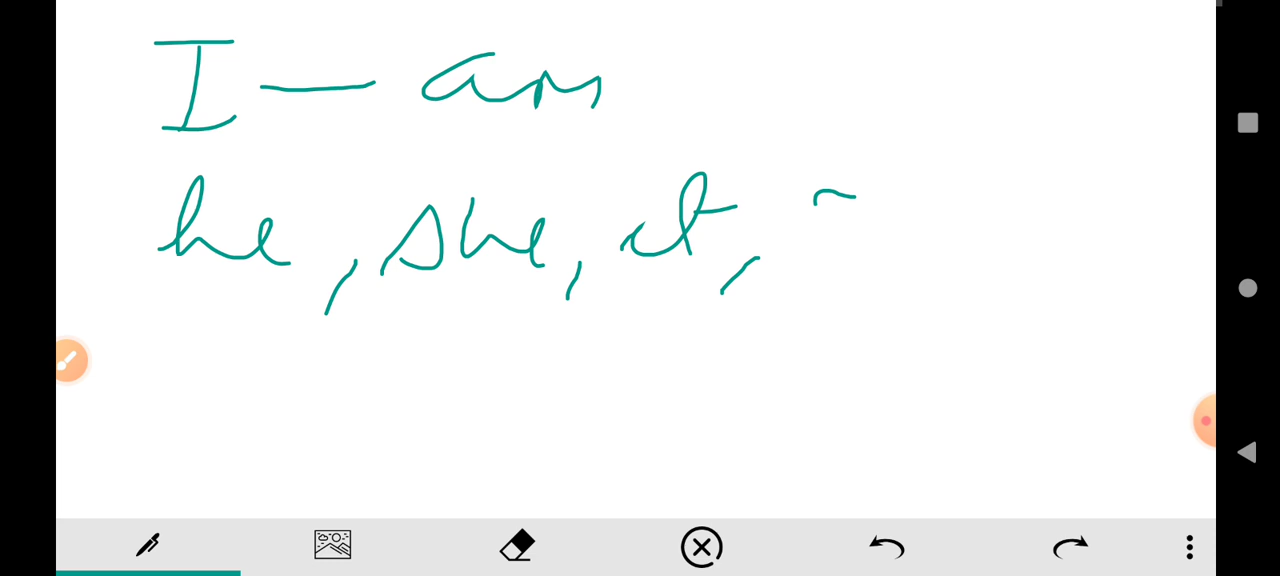 I — am
he, she, it,